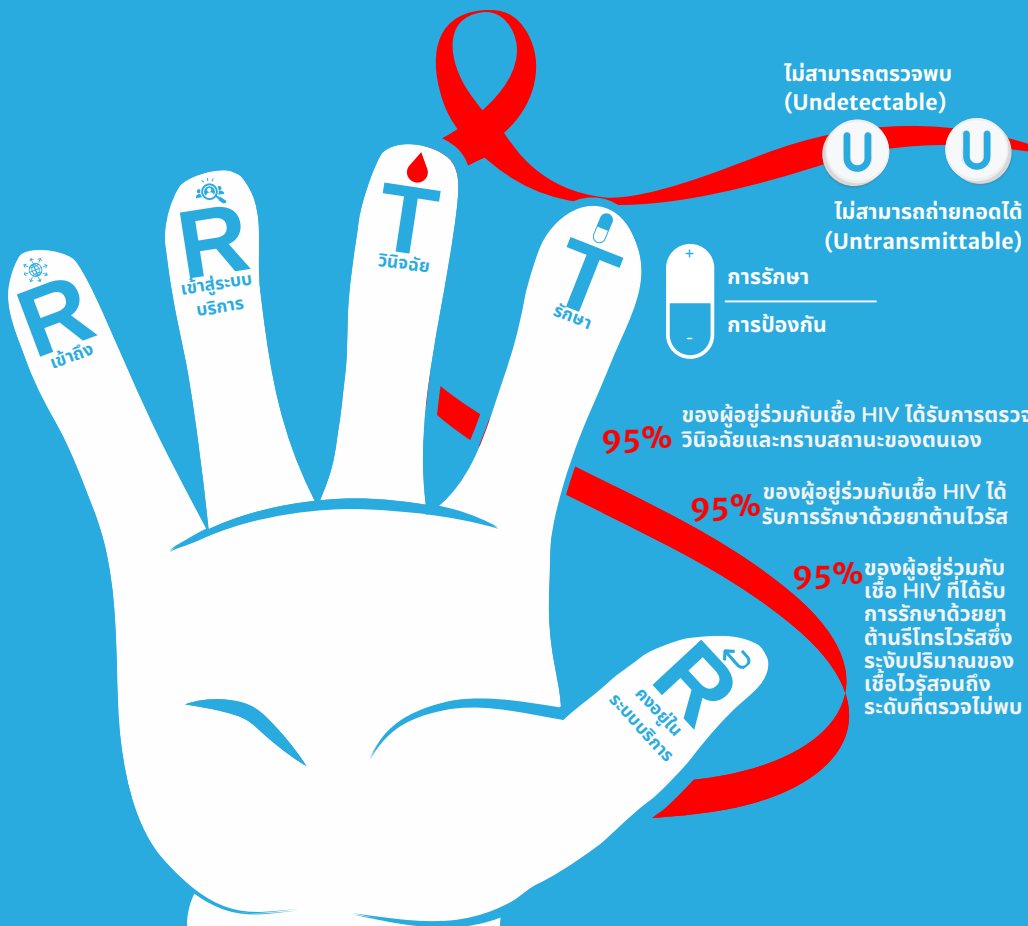 ไม่สามารถตรวจพบ
(Undetectable)
U U
ไม่สามารถถ่ายทอดได้
(Untransmittable)
R
เข้าถึง
R
เข้าสู่ระบบ
บริการ
T
วินิจฉัย
T
รักษา
+
การรักษา
-
การป้องกัน
95% ของผู้อยู่ร่วมกับเชื้อ HIV ได้รับการตรวจ
วินิจฉัยและทราบสถานะของตนเอง
95% ของผู้อยู่ร่วมกับเชื้อ HIV ได้
รับการรักษาด้วยยาต้านไวรัส
95% ของผู้อยู่ร่วมกับ
เชื้อ HIV ที่ได้รับ
การรักษาด้วยยา
ต้านรีโทรไวรัสซึ่ง
ระงับปริมาณของ
เชื้อไวรัสจนถึง
ระดับที่ตรวจไม่พบ
R
คงอยู่ใน
ระบบบริการ